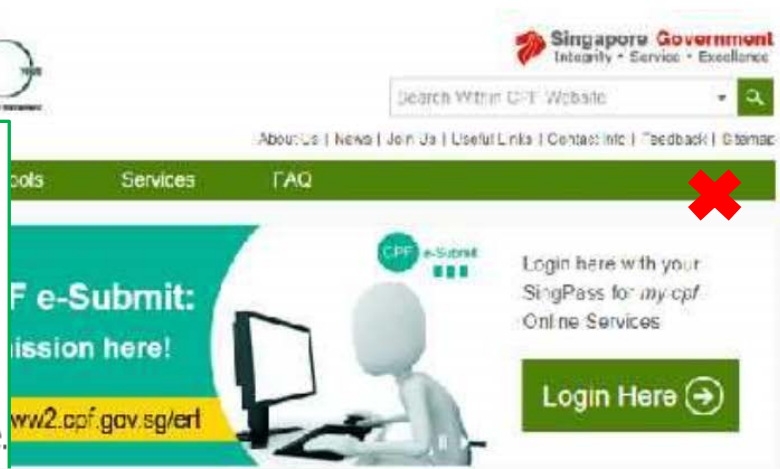 Singapore Government
Integrity • Service • Excellence
Search Within CPF Website
About Us | News | Join Us | Useful Links | Contact Info | Feedback | Sitemap
ools Services FAQ
CPF e-Submit
F e-Submit:
ission here!
ww2.cpf.gov.sg/erf
Login here with your
SingPass for my cpf
Online Services
Login Here